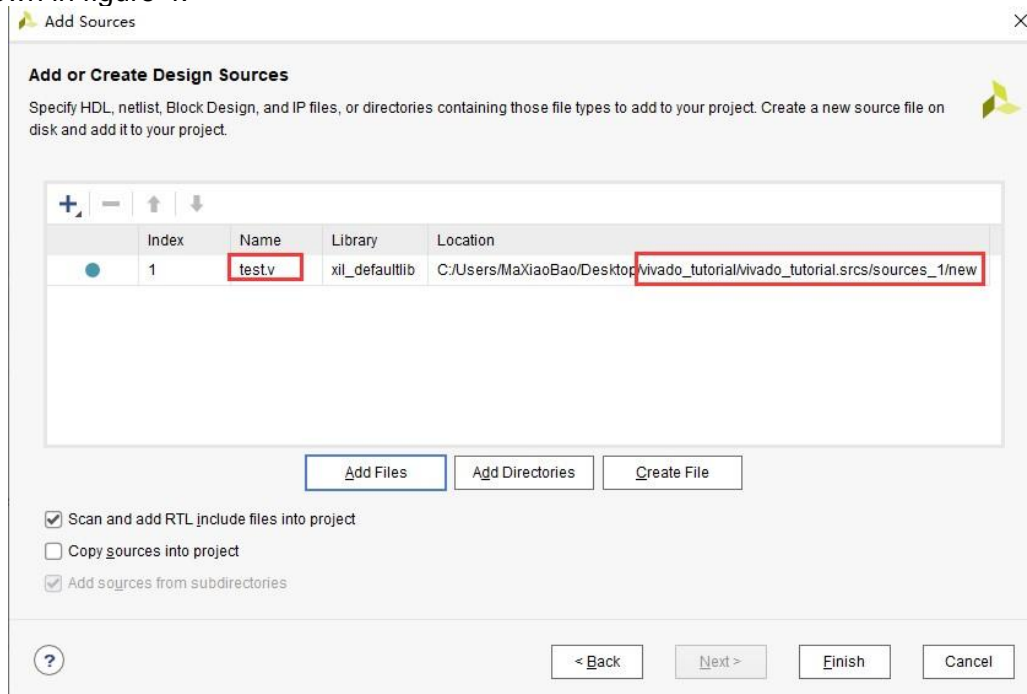 Add Sources
Add or Create Design Sources
Specify HDL, netlist, Block Design, and IP files, or directories containing those file types to add to your project. Create a new source file on
disk and add it to your project.
Index Name Library Location
1 test.v xil_defaultlib C:/Users/MaXiaoBao/Desktop/vivado_tutorial/vivado_tutorial.srcs/sources_1/new
Add Files Add Directories Create File
Scan and add RTL include files into project
Copy sources into project
Add sources from subdirectories
? < Back Next > Finish Cancel